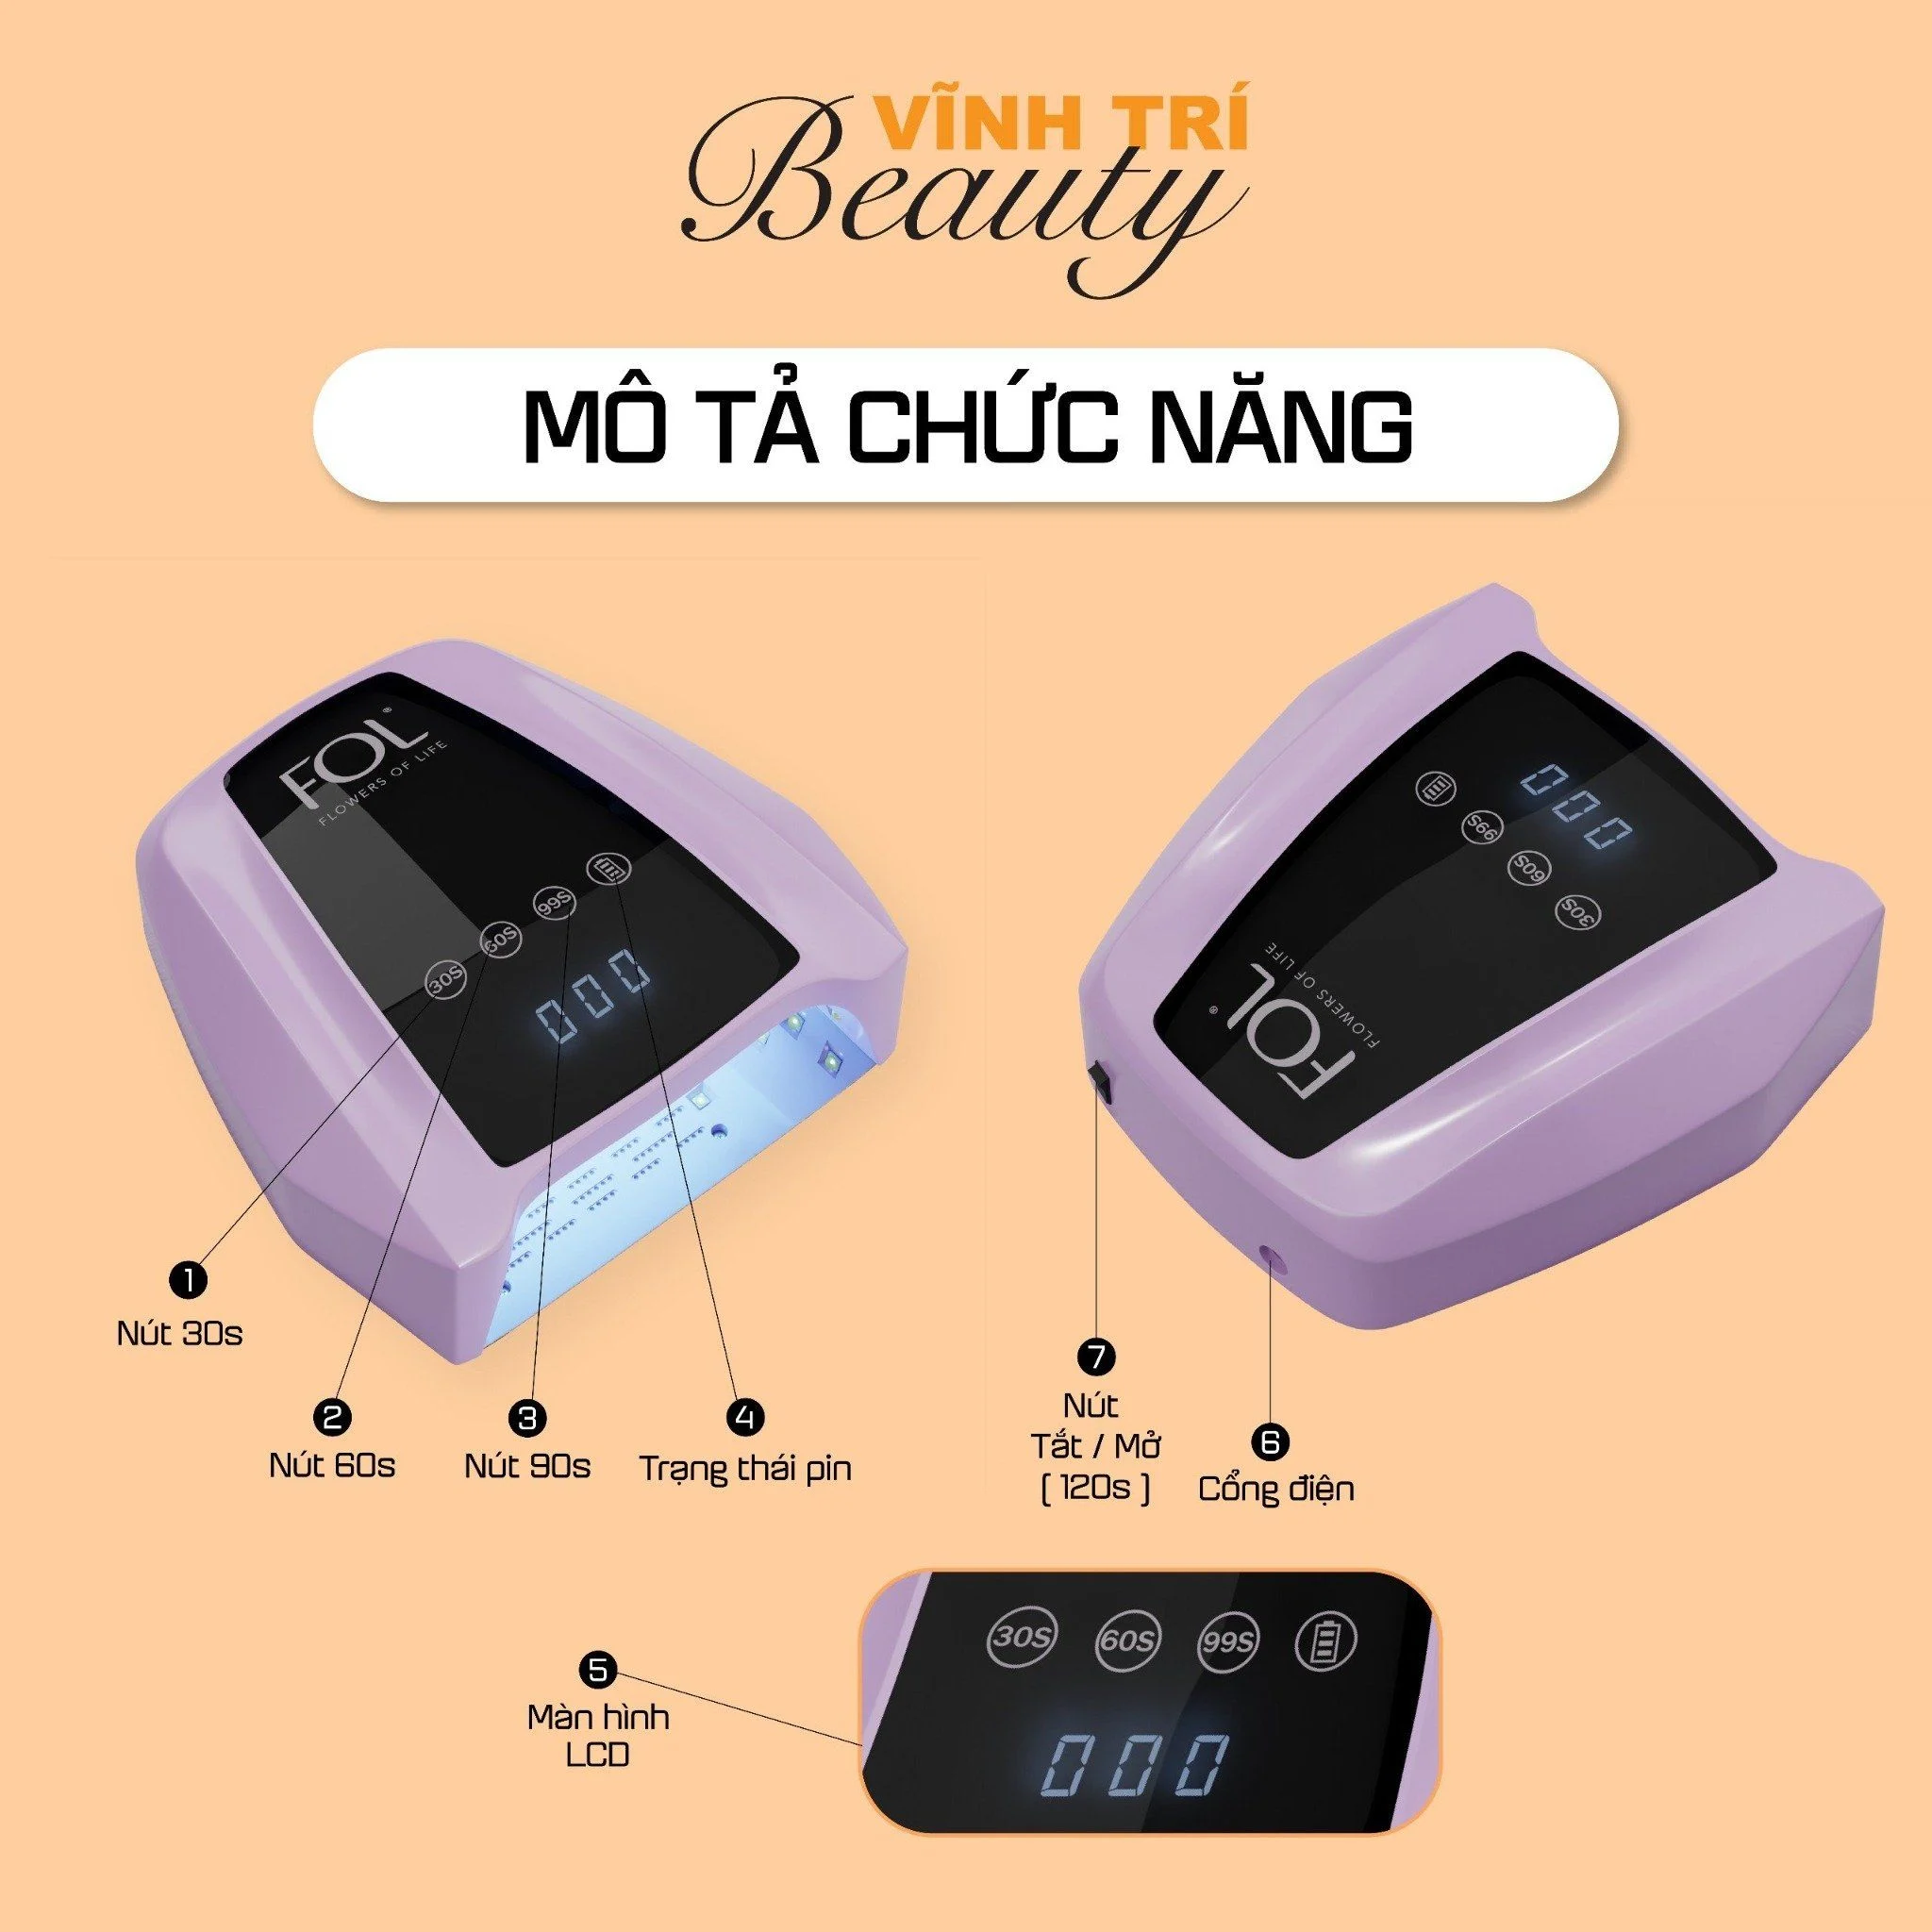 VĨNH TRÍ
Beauty
MÔ TẢ CHỨC NĂNG
FOL®
FLOWERS OF LIFE
30S
60S
99S
000
000
99S
60S
30S
FLOWERS OF LIFE
FOL®
1
Nút 30s
2
Nút 60s
3
Nút 90s
4
Trạng thái pin
7
Nút
Tắt / Mở
[ 120s ]
6
Cổng điện
30S 60S 99S
000
5
Màn hình
LCD